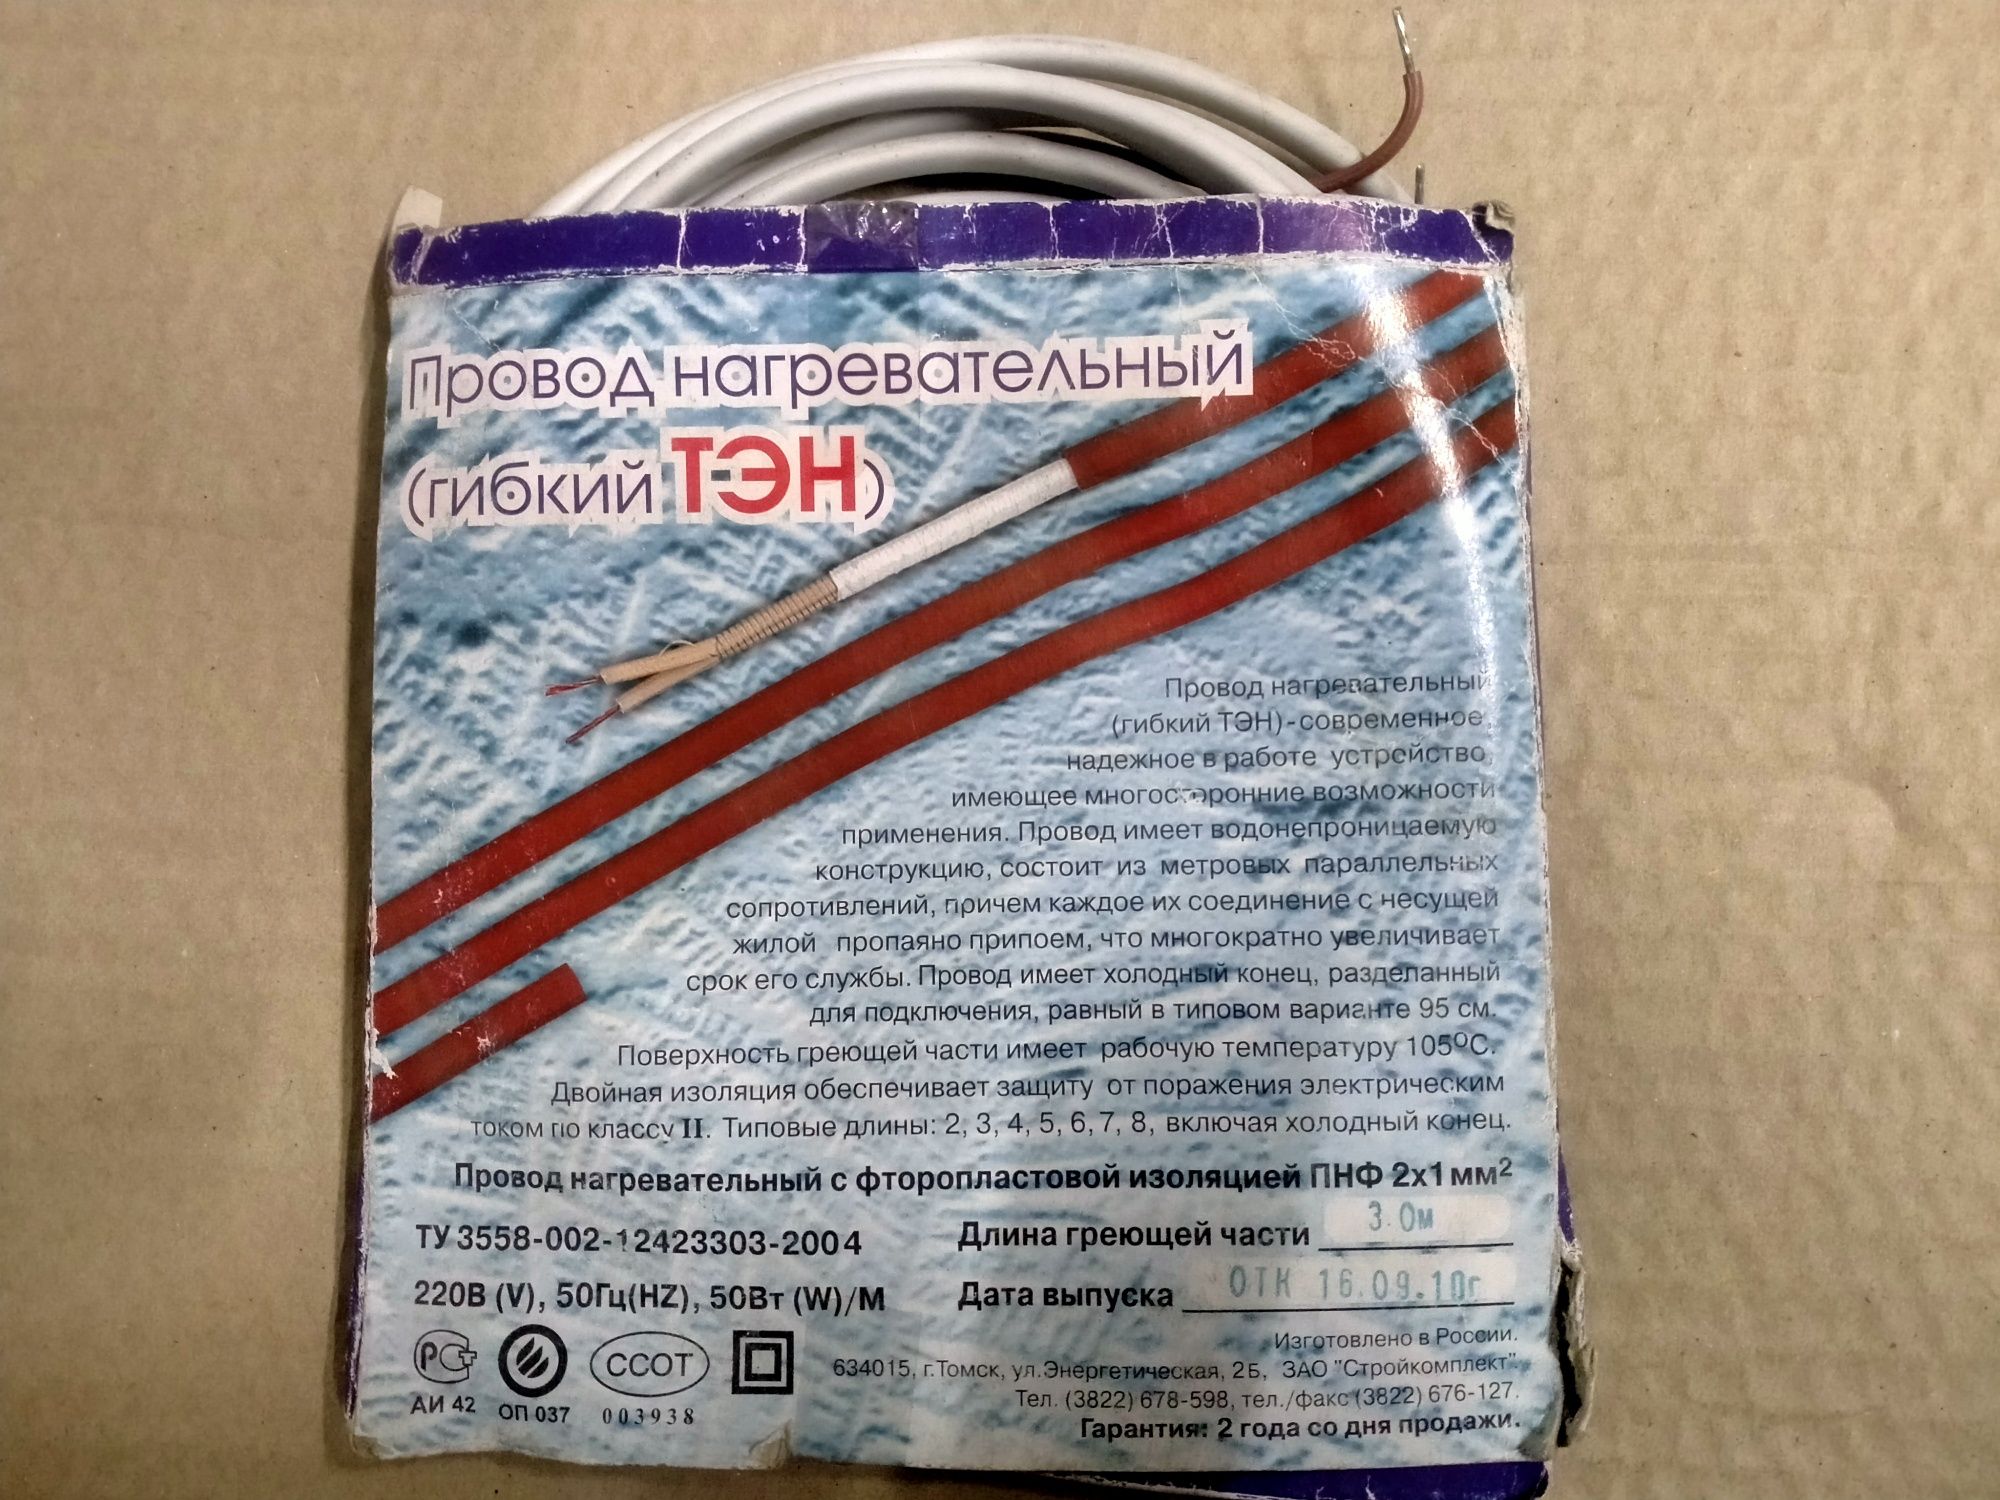 Провод нагревательный
(гибкий ТЭН)
Провод нагревательный
(гибкий ТЭН)-современное,
надежное в работе устройство,
имеющее многосторонние возможности
применения. Провод имеет водонепроницаемую
конструкцию, состоит из метровых параллельных
сопротивлений, причем каждое их соединение с несущей
жилой пропаяно припоем, что многократно увеличивает
срок его службы. Провод имеет холодный конец, разделанный
для подключения, равный в типовом варианте 95 см.
Поверхность греющей части имеет рабочую температуру 105°С.
Двойная изоляция обеспечивает защиту от поражения электрическим
током по классу II. Типовые длины: 2, 3, 4, 5, 6, 7, 8, включая холодный конец.
Провод нагревательный с фторопластовой изоляцией ПНФ 2х1 мм²
ТУ 3558-002-12423303-2004
Длина греющей части 3.0м
220В (V), 50Гц(HZ), 50Вт (W)/М
Дата выпуска ОТК 16.09.10г
РСТ
АИ 42
ОП 037
ССОТ
003938
Изготовлено в России.
634015, г.Томск, ул.Энергетическая, 2Б, ЗАО "Стройкомплект".
Тел. (3822) 678-598, тел./факс (3822) 676-127.
Гарантия: 2 года со дня продажи.